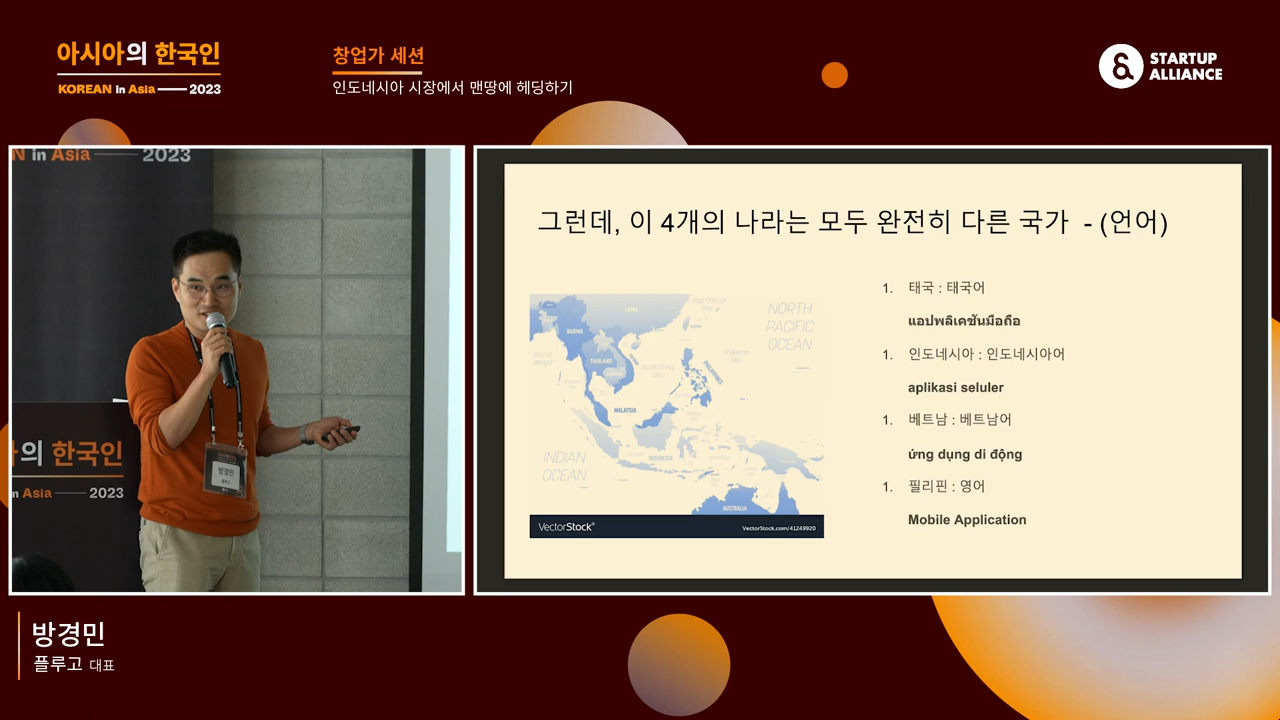 아시아의 한국인
KOREAN in Asia 2023
창업가 세션
인도네시아 시장에서 맨땅에 헤딩하기
STARTUP
ALLIANCE
N in Asia 2023
의 한국인
n Asia 2023
방경민
그런데, 이 4개의 나라는 모두 완전히 다른 국가 - (언어)
NORTH
PACIFIC
OCEAN
BURMA
THAILAND
MALAYSIA
INDONESIA
INDIAN
OCEAN
AUSTRALIA
VectorStock®
VectorStock.com/41249920
1. 태국 : 태국어
แอปพลิเคชันมือถือ
1. 인도네시아 : 인도네시아어
aplikasi seluler
1. 베트남 : 베트남어
ứng dụng di động
1. 필리핀 : 영어
Mobile Application
방경민
플루고 대표